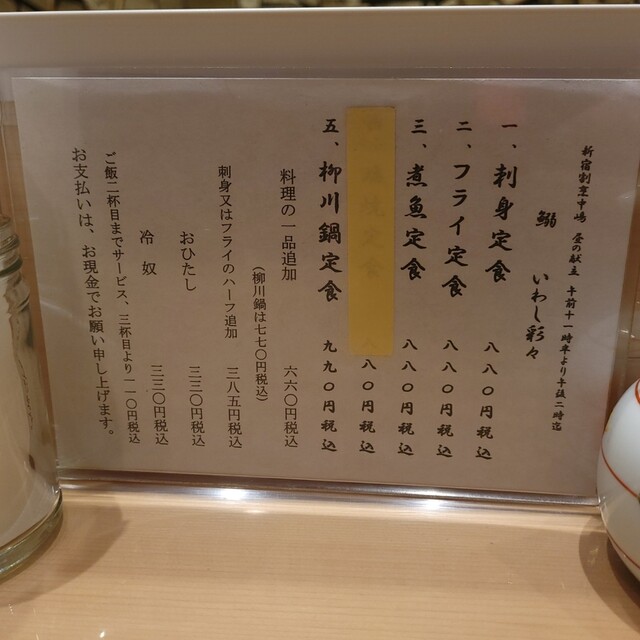 新宿割烹中嶋 昼の献立 午前十一時半より午後二時迄
鰯 いわし彩々
一、刺身定食 八八〇円税込
二、フライ定食 八八〇円税込
三、煮魚定食 八八〇円税込
八八〇円税込
五、柳川鍋定食 九九〇円税込
料理の一品追加 六六〇円税込
(柳川鍋は七七〇円税込)
刺身又はフライのハーフ追加 三八五円税込
おひたし 三三〇円税込
冷奴 三三〇円税込
ご飯二杯目までサービス、三杯目より一一〇円税込
お支払いは、お現金でお願い申し上げます。